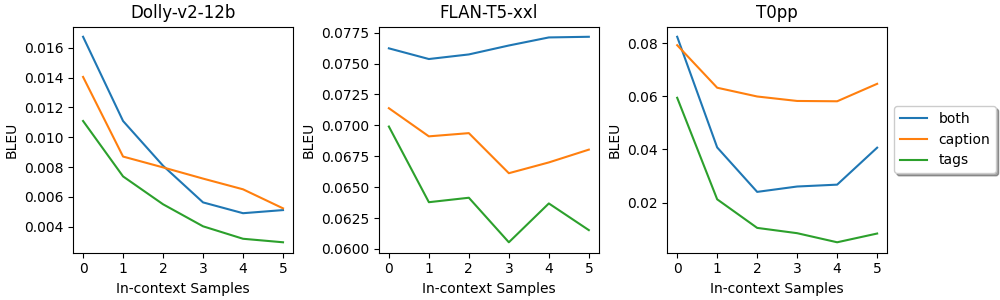 Dolly-v2-12b
BLEU
0.016
0.014
0.012
0.010
0.008
0.006
0.004
0 1 2 3 4 5
In-context Samples
FLAN-T5-xxl
BLEU
0.0775
0.0750
0.0725
0.0700
0.0675
0.0650
0.0625
0.0600
0 1 2 3 4 5
In-context Samples
T0pp
BLEU
0.08
0.06
0.04
0.02
0 1 2 3 4 5
In-context Samples
both
caption
tags